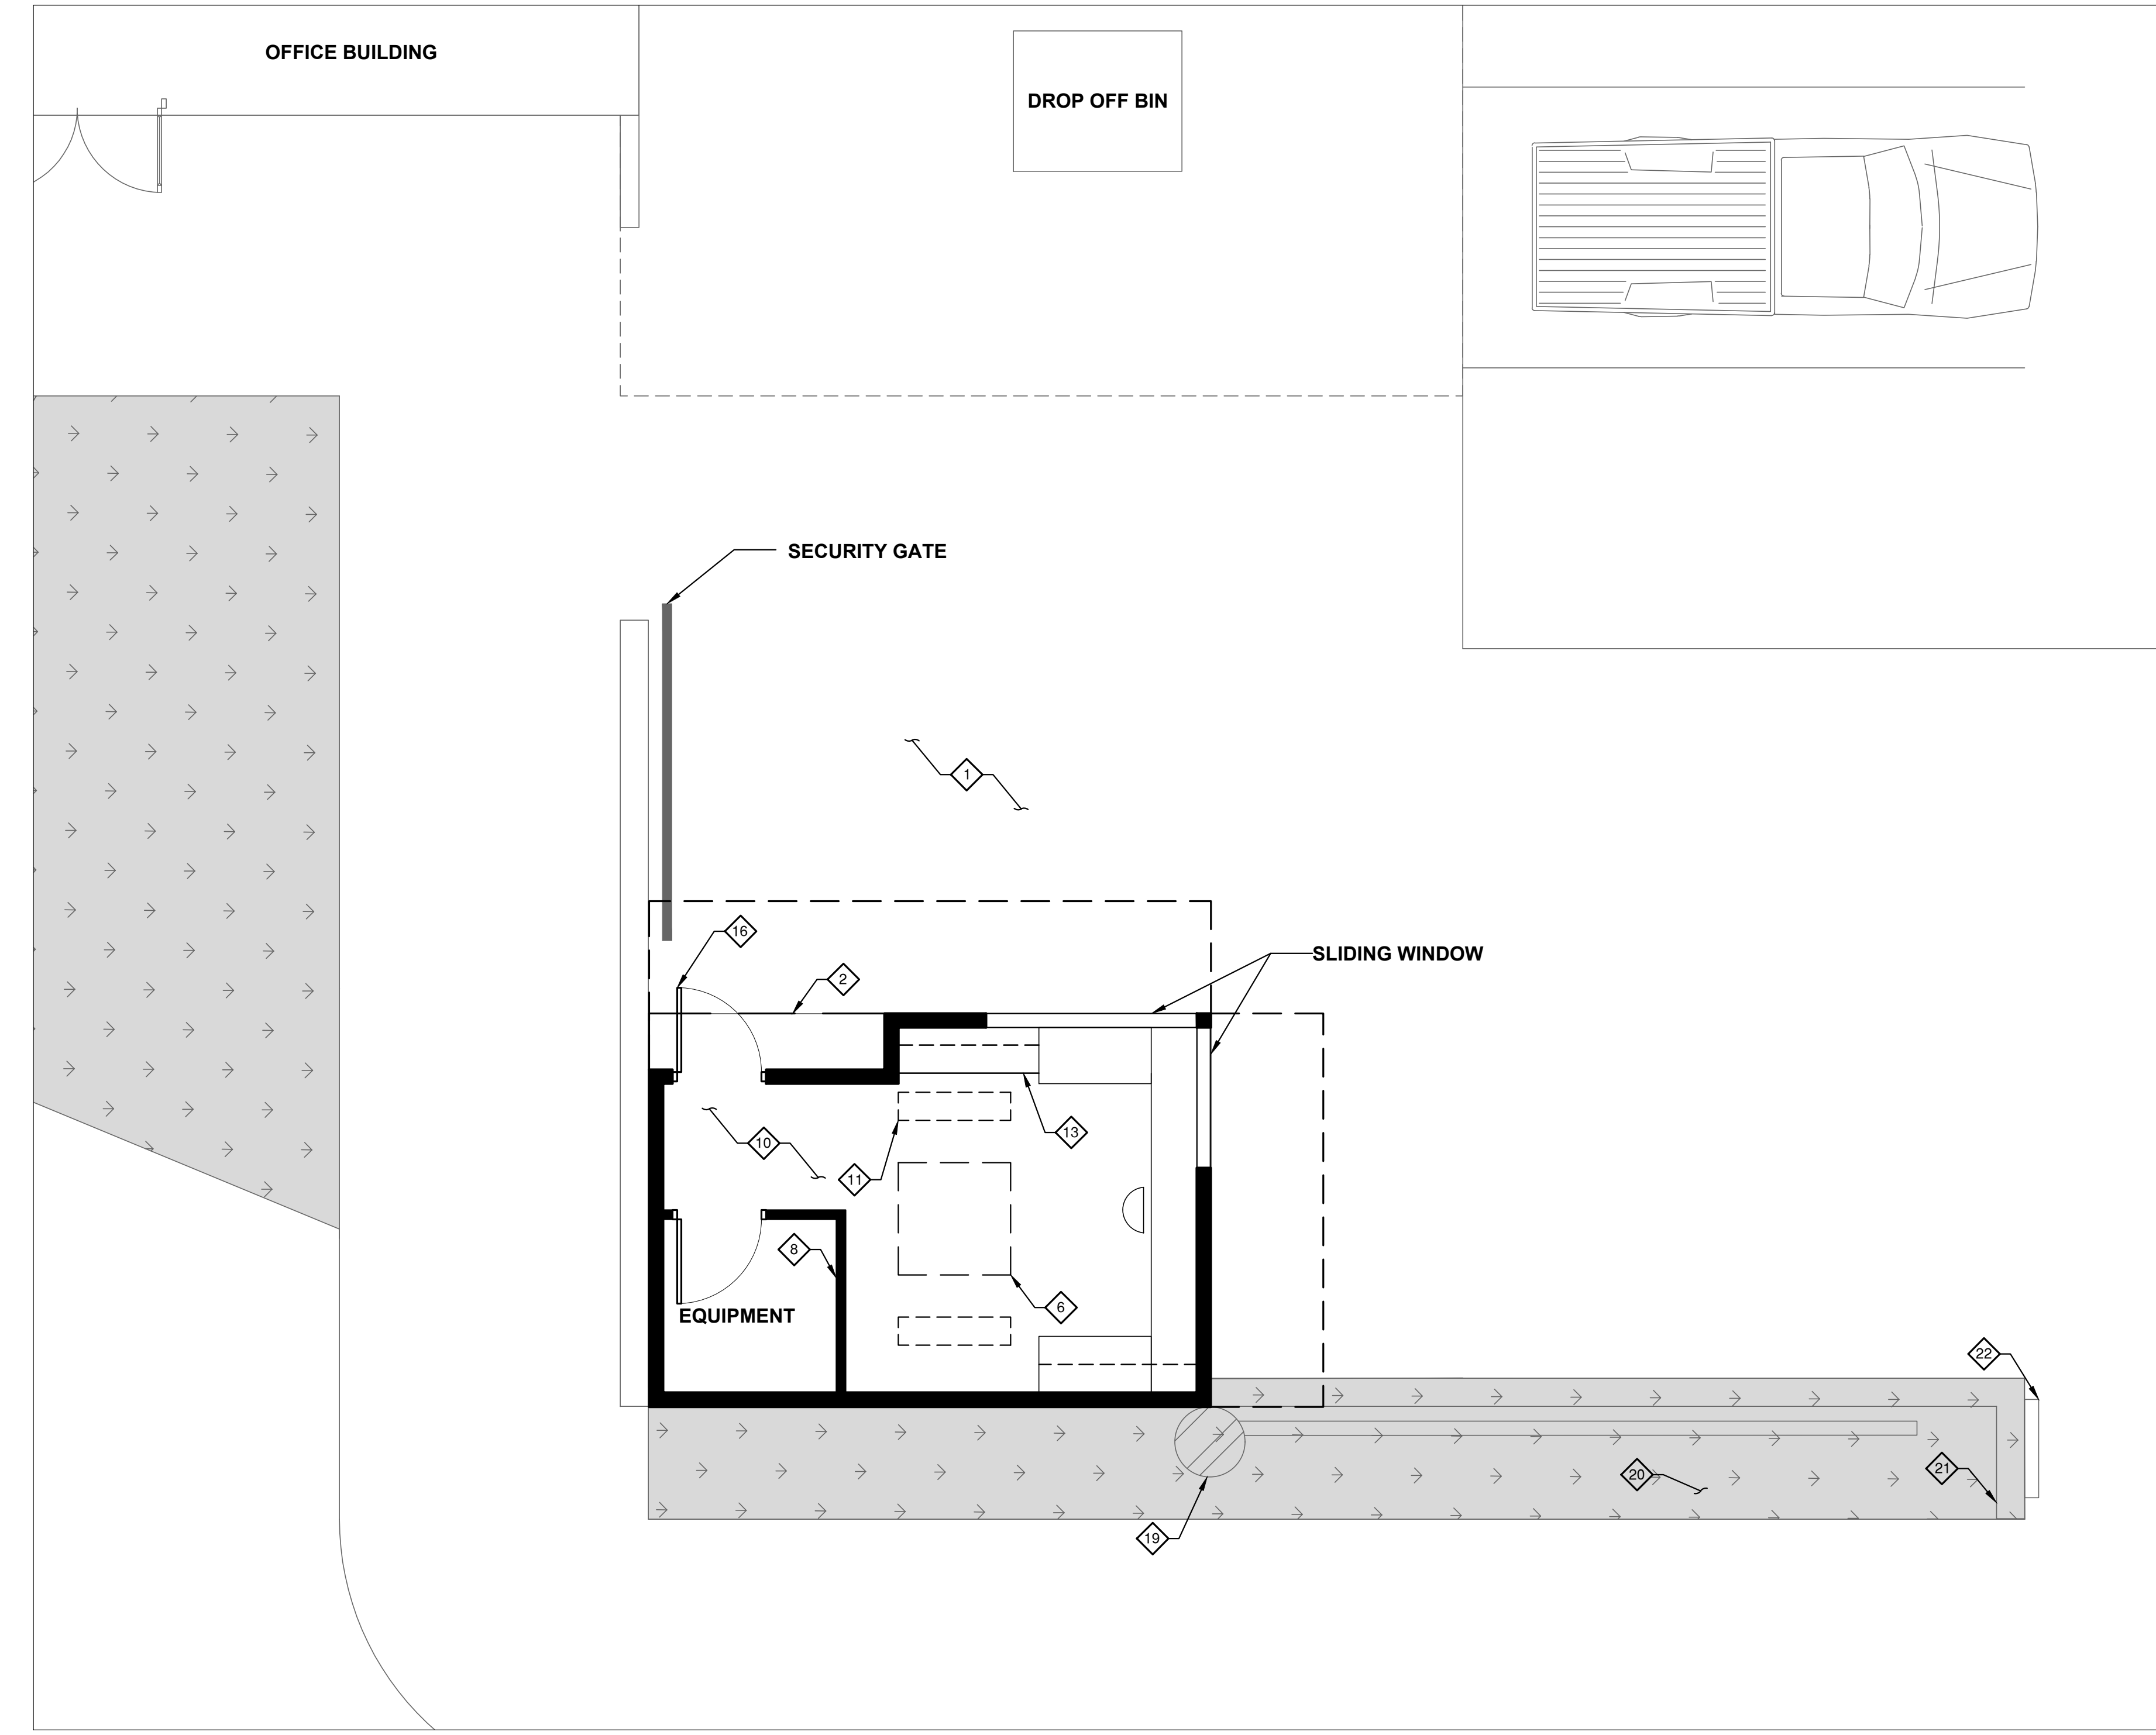 OFFICE BUILDING
DROP OFF BIN
SECURITY GATE
1
16
2
SLIDING WINDOW
13
10
11
8
6
EQUIPMENT
22
21
20
19